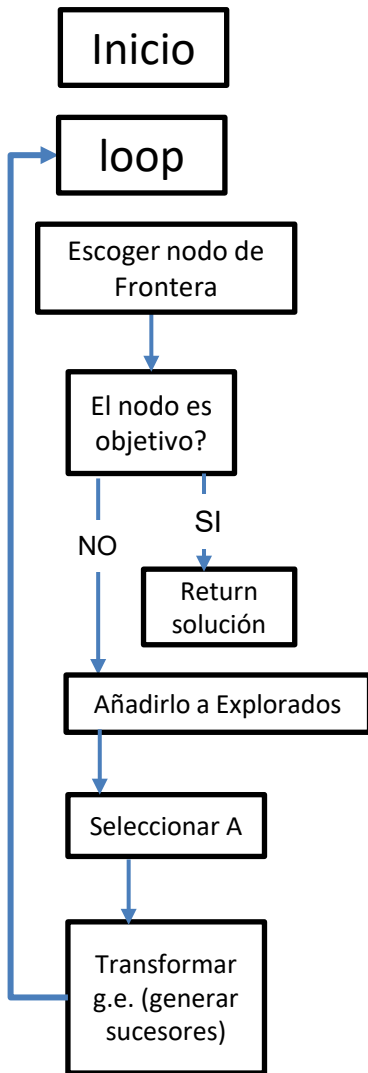 Inicio
loop
Escoger nodo de
Frontera
El nodo es
objetivo?
SI
NO
Return
solución
Añadirlo a Explorados
Seleccionar A
Transformar
g.e. (generar
sucesores)